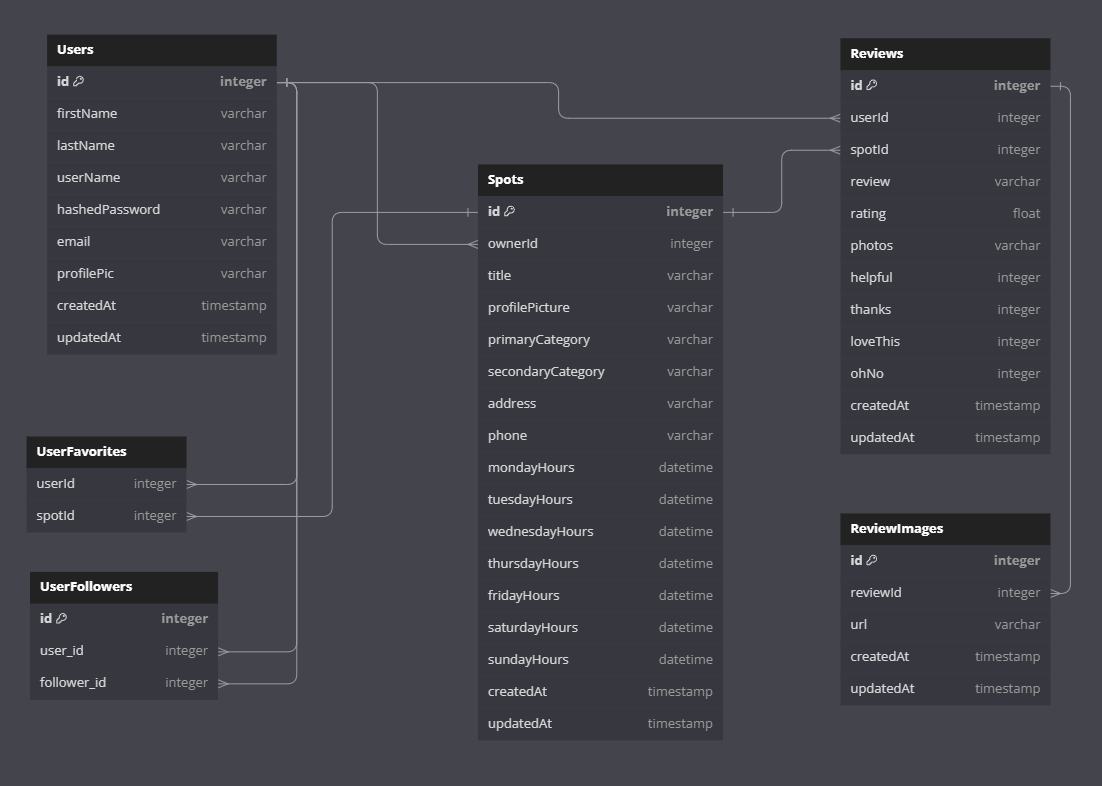 Users
id integer
firstName varchar
lastName varchar
userName varchar
hashedPassword varchar
email varchar
profilePic varchar
createdAt timestamp
updatedAt timestamp
UserFavorites
userId integer
spotId integer
UserFollowers
id integer
user_id integer
follower_id integer
Spots
id integer
ownerId integer
title varchar
profilePicture varchar
primaryCategory varchar
secondaryCategory varchar
address varchar
phone varchar
mondayHours datetime
tuesdayHours datetime
wednesdayHours datetime
thursdayHours datetime
fridayHours datetime
saturdayHours datetime
sundayHours datetime
createdAt timestamp
updatedAt timestamp
Reviews
id integer
userId integer
spotId integer
review varchar
rating float
photos varchar
helpful integer
thanks integer
loveThis integer
ohNo integer
createdAt timestamp
updatedAt timestamp
ReviewImages
id integer
reviewId integer
url varchar
createdAt timestamp
updatedAt timestamp